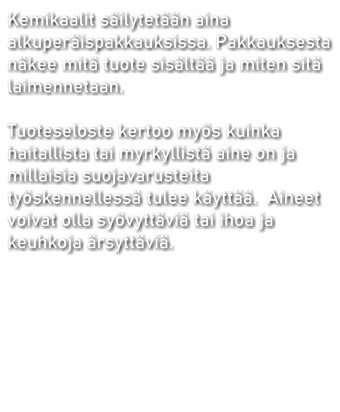 Kemikaalit säilytetään aina
alkuperäispakkauksissa. Pakkauksesta
näkee mitä tuote sisältää ja miten sitä
laimennetaan.

Tuoteseloste kertoo myös kuinka
haitallista tai myrkyllistä aine on ja
millaisia suojavarusteita
työskennellessä tulee käyttää.  Aineet
voivat olla syövyttäviä tai ihoa ja
keuhkoja ärsyttäviä.